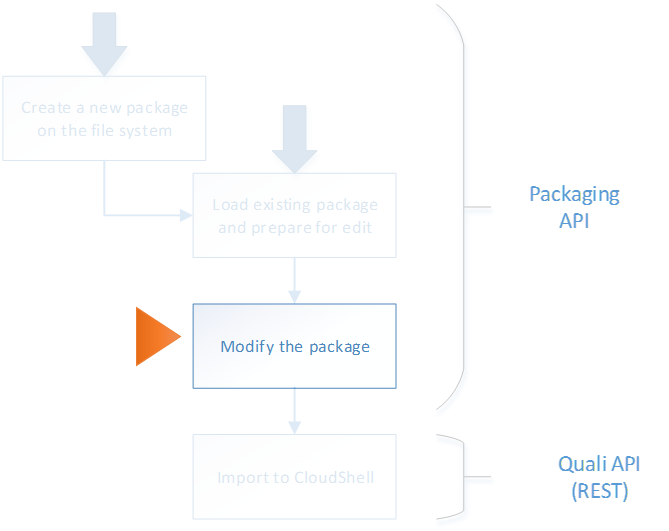 Create a new package
on the file system
Load existing package
and prepare for edit
Packaging
API
Modify the package
Import to CloudShell
Quali API
(REST)